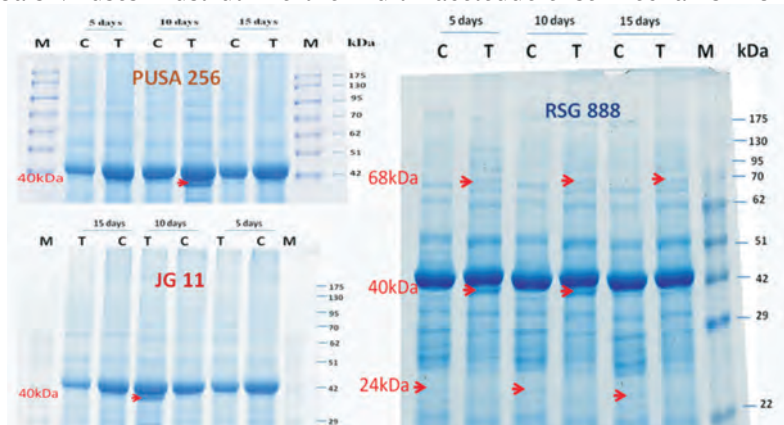 5 days 10 days 15 days
M C T C T C T M kDa
PUSA 256
175
130
95
70
62
51
42
40kDa
15 days 10 days 5 days
M T C T C T C M
JG 11
175
130
95
70
62
51
42
40kDa
29
5 days 10 days 15 days
C T C T C T M kDa
RSG 888
175
130
95
70
68kDa
62
51
42
40kDa
29
24kDa
22